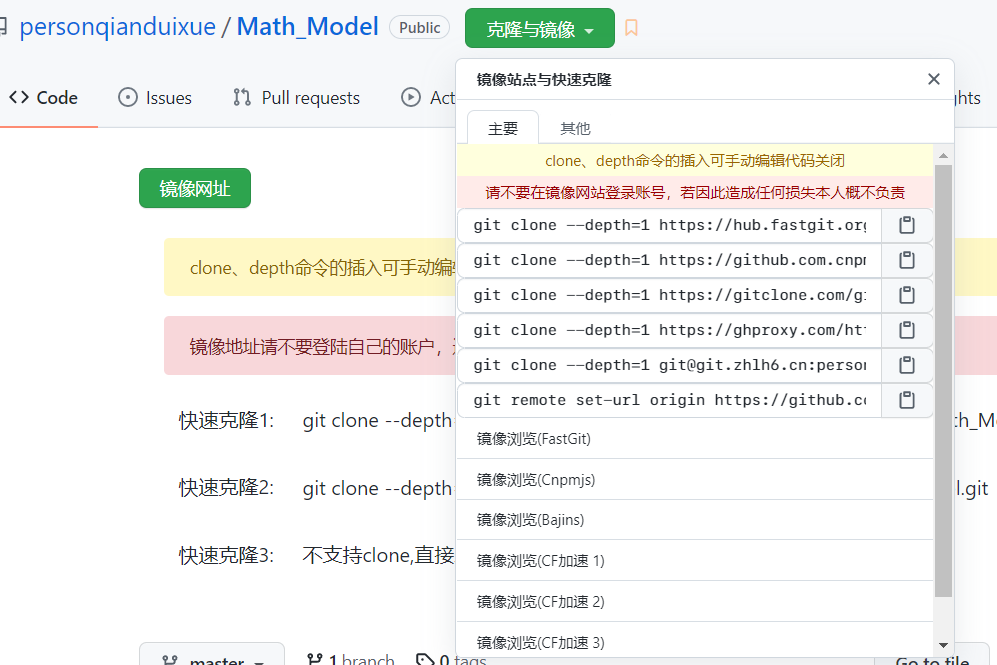 personqianduixue / Math_Model Public 克隆与镜像
镜像站点与快速克隆
Code Issues Pull requests
主要 其他
镜像网址
clone、depth命令的插入可手动编辑代码关闭
请不要在镜像网站登录账号，若因此造成任何损失本人概不负责
git clone --depth=1 https://hub.fastgit.org
clone、depth命令的插入可手动编
git clone --depth=1 https://github.com.cnpm
git clone --depth=1 https://gitclone.com/gi
git clone --depth=1 https://ghproxy.com/htt
镜像地址请不要登陆自己的账户，
git clone --depth=1 git@git.zhlh6.cn:person
git remote set-url origin https://github.co
快速克隆1: git clone --depth
镜像浏览(FastGit)
镜像浏览(Cnpmjs)
快速克隆2: git clone --depth l.git
镜像浏览(Bajins)
快速克隆3: 不支持clone,直接
镜像浏览(CF加速 1)
镜像浏览(CF加速 2)
镜像浏览(CF加速 3)
master 1 branch 0 tags Go to file